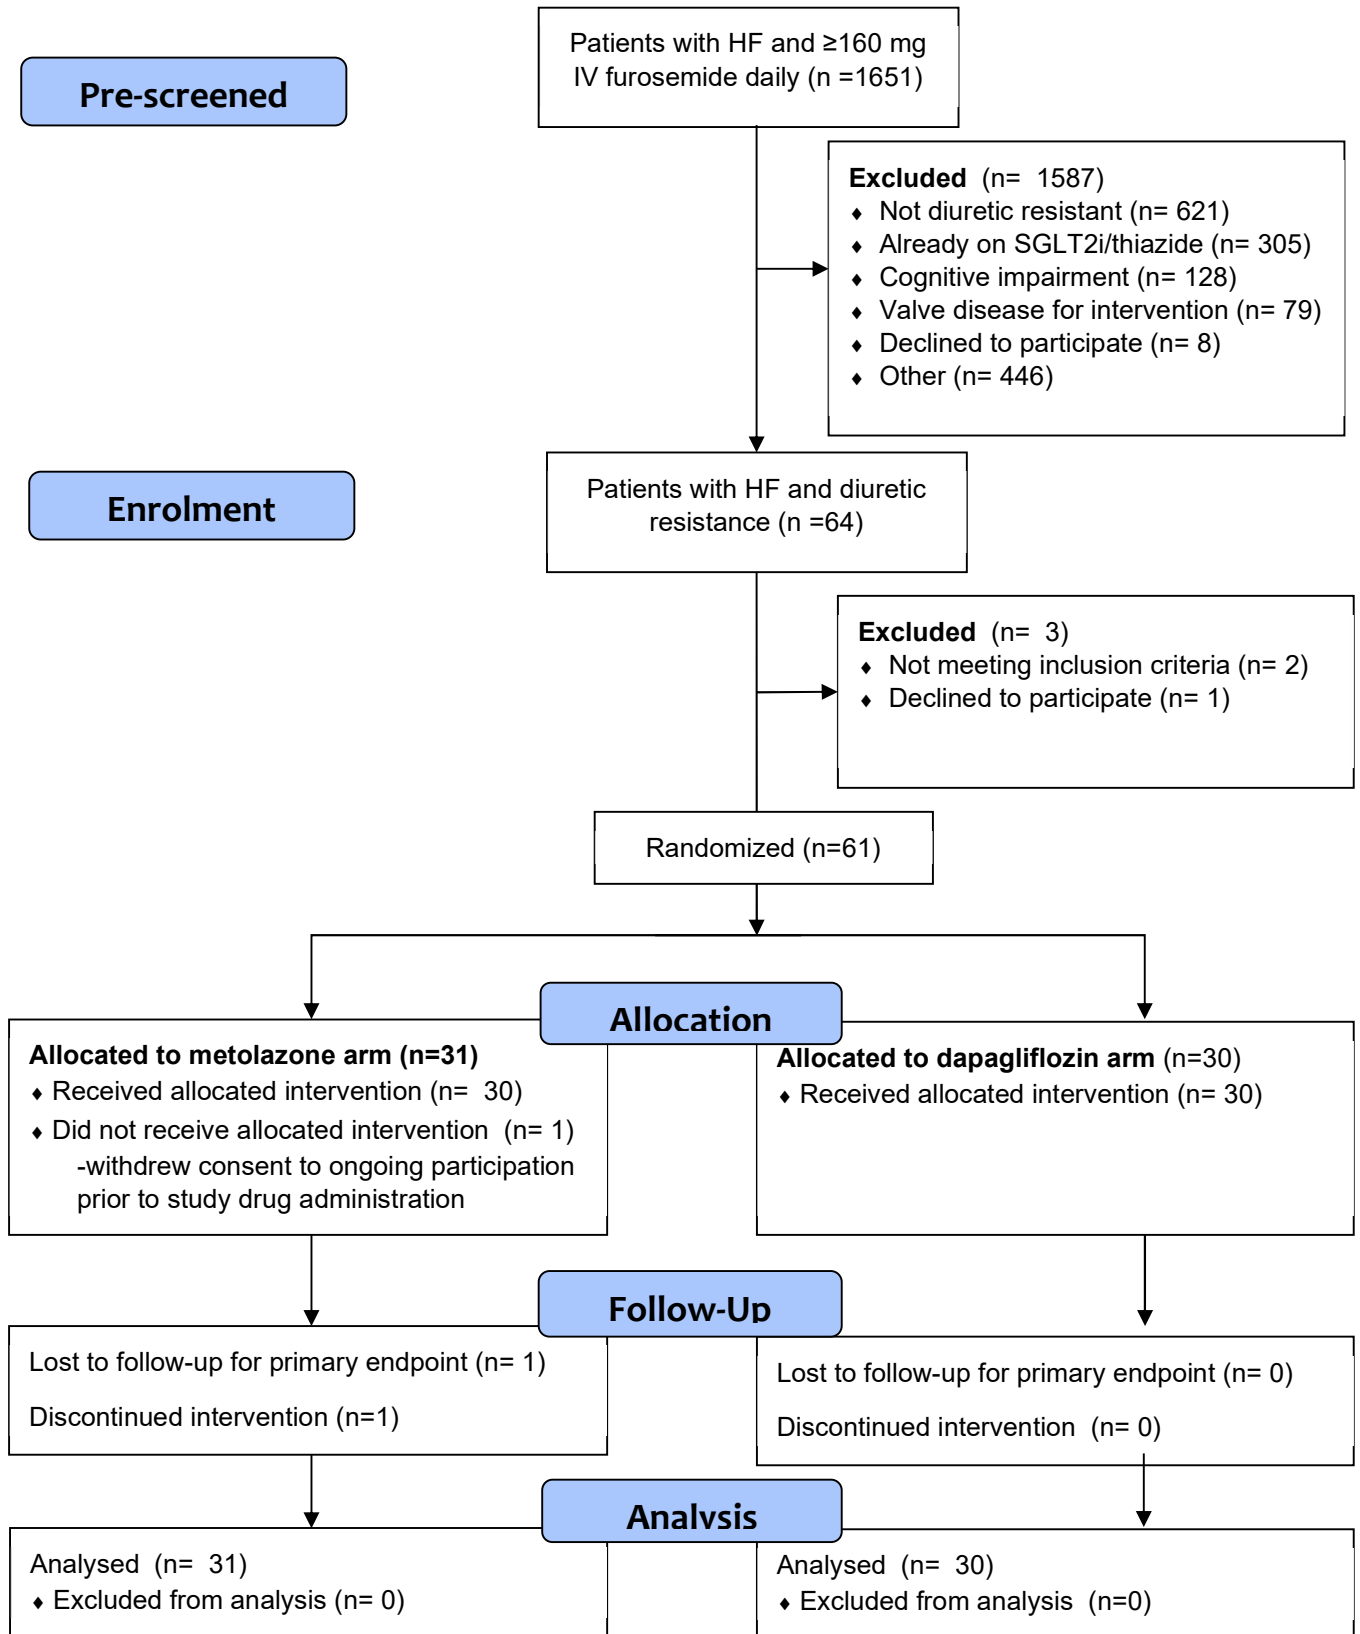 Pre-screened
Patients with HF and ≥160 mg
IV furosemide daily (n =1651)
Excluded (n= 1587)
♦ Not diuretic resistant (n= 621)
♦ Already on SGLT2i/thiazide (n= 305)
♦ Cognitive impairment (n= 128)
♦ Valve disease for intervention (n= 79)
♦ Declined to participate (n= 8)
♦ Other (n= 446)
Enrolment
Patients with HF and diuretic
resistance (n =64)
Excluded (n= 3)
♦ Not meeting inclusion criteria (n= 2)
♦ Declined to participate (n= 1)
Randomized (n=61)
Allocation
Allocated to metolazone arm (n=31)
♦ Received allocated intervention (n= 30)
♦ Did not receive allocated intervention (n= 1)
-withdrew consent to ongoing participation
prior to study drug administration
Allocated to dapagliflozin arm (n=30)
♦ Received allocated intervention (n= 30)
Follow-Up
Lost to follow-up for primary endpoint (n= 1)
Discontinued intervention (n=1)
Lost to follow-up for primary endpoint (n= 0)
Discontinued intervention (n= 0)
Analysis
Analysed (n= 31)
♦ Excluded from analysis (n= 0)
Analysed (n= 30)
♦ Excluded from analysis (n=0)